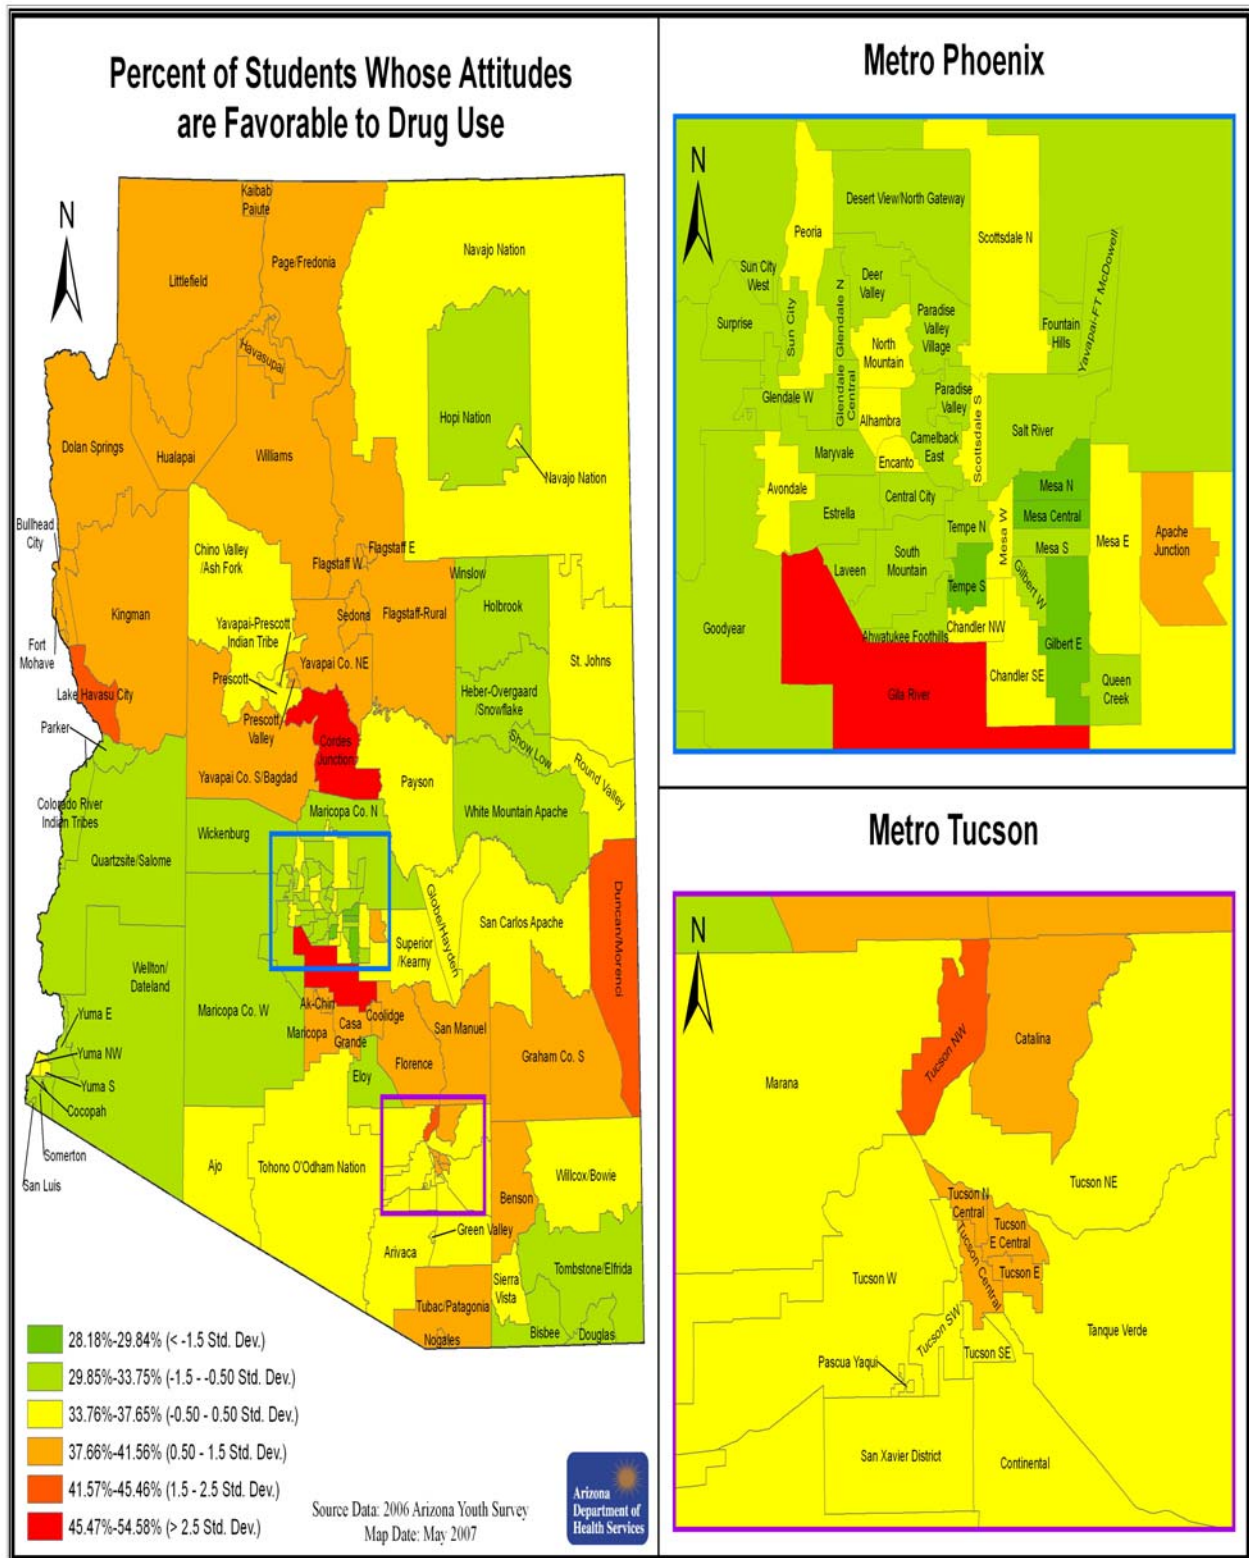 Percent of Students Whose Attitudes
are Favorable to Drug Use
N
Kaibab
Paiute
Page/Fredonia
Navajo Nation
Littlefield
Havasupai
Hopi Nation
Dolan Springs
Hualapai
Williams
Navajo Nation
Bullhead
City
Chino Valley
/Ash Fork
Flagstaff E
Flagstaff W
Winslow
Holbrook
Kingman
Sedona
Flagstaff-Rural
Yavapai-Prescott
Indian Tribe
Fort
Mohave
Yavapai Co. NE
St. Johns
Lake Havasu City
Prescott
Heber-Overgaard
/Snowflake
Parker
Prescott
Valley
Cordes
Junction
Show Low
Round Valley
Yavapai Co. S/Bagdad
Payson
Colorado River
Indian Tribes
Maricopa Co. N
White Mountain Apache
Wickenburg
Quartzsite/Salome
Globe/Hayden
Duncan/Morenci
San Carlos Apache
Superior
/Kearny
Wellton/
Dateland
Maricopa Co. W
Ak-Chin
Maricopa
Casa
Grande
Coolidge
San Manuel
Yuma E
Yuma NW
Florence
Graham Co. S
Eloy
Yuma S
Cocopah
Somerton
San Luis
Ajo
Tohono O'Odham Nation
Willcox/Bowie
Benson
Green Valley
Arivaca
Tombstone/Elfrida
Sierra
Vista
Tubac/Patagonia
Nogales
Bisbee
Douglas
28.18%-29.84% (< -1.5 Std. Dev.)
29.85%-33.75% (-1.5 - -0.50 Std. Dev.)
33.76%-37.65% (-0.50 - 0.50 Std. Dev.)
37.66%-41.56% (0.50 - 1.5 Std. Dev.)
41.57%-45.46% (1.5 - 2.5 Std. Dev.)
45.47%-54.58% (> 2.5 Std. Dev.)
Source Data: 2006 Arizona Youth Survey
Map Date: May 2007
Arizona
Department of
Health Services
Metro Phoenix
N
Desert View/North Gateway
Peoria
Scottsdale N
Sun City
West
Deer
Valley
Yavapai-FT McDowell
Surprise
Sun City
Glendale N
Paradise
Valley
Village
Fountain
Hills
North
Mountain
Glendale W
Glendale
Central
Paradise
Valley
Scottsdale S
Alhambra
Salt River
Camelback
East
Maryvale
Encanto
Avondale
Central City
Mesa N
Estrella
Mesa Central
Tempe N
Mesa W
Apache
Junction
Mesa S
Mesa E
South
Mountain
Laveen
Tempe S
Gilbert W
Goodyear
Chandler NW
Ahwatukee Foothills
Gilbert E
Chandler SE
Gila River
Queen
Creek
Metro Tucson
N
Tucson NW
Catalina
Marana
Tucson NE
Tucson N
Central
Tucson
E Central
Tucson Central
Tucson E
Tucson W
Tucson SW
Tanque Verde
Tucson SE
Pascua Yaqui
San Xavier District
Continental